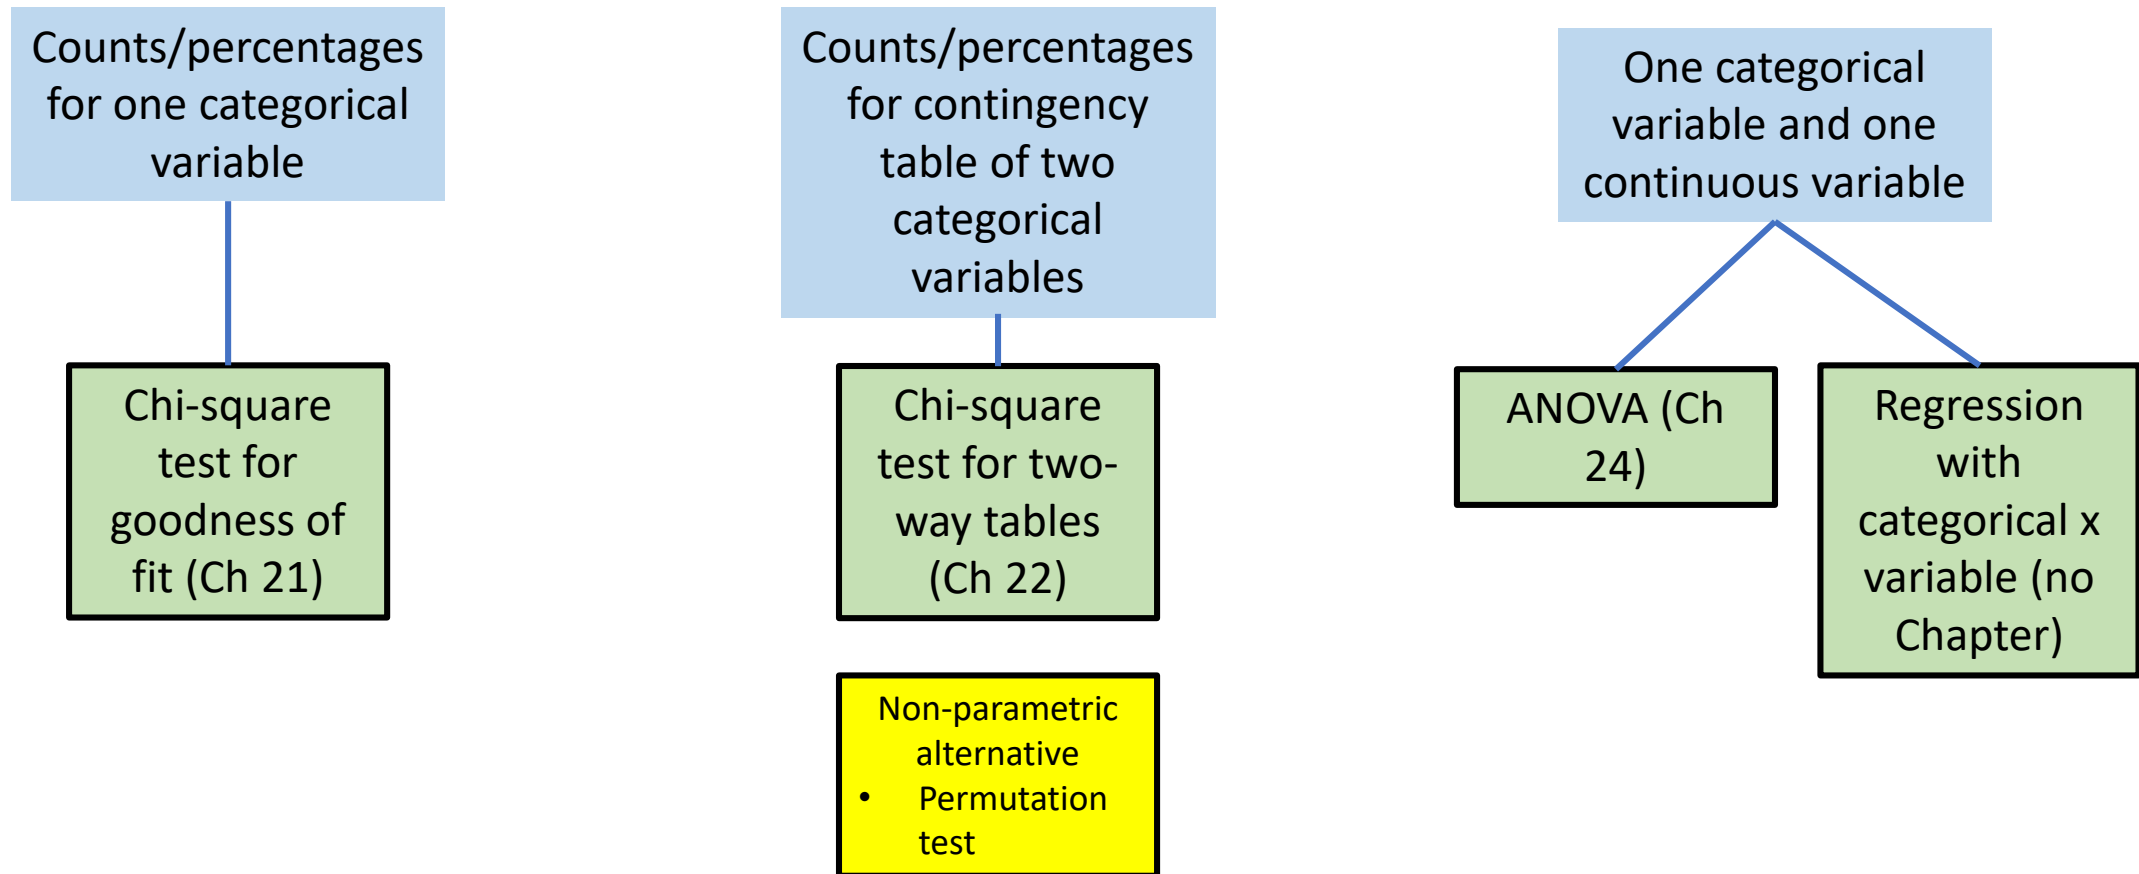 Counts/percentages
for one categorical
variable
Chi-square
test for
goodness of
fit (Ch 21)
Counts/percentages
for contingency
table of two
categorical
variables
Chi-square
test for two-
way tables
(Ch 22)
Non-parametric
alternative
• Permutation
test
One categorical
variable and one
continuous variable
ANOVA (Ch
24)
Regression
with
categorical x
variable (no
Chapter)